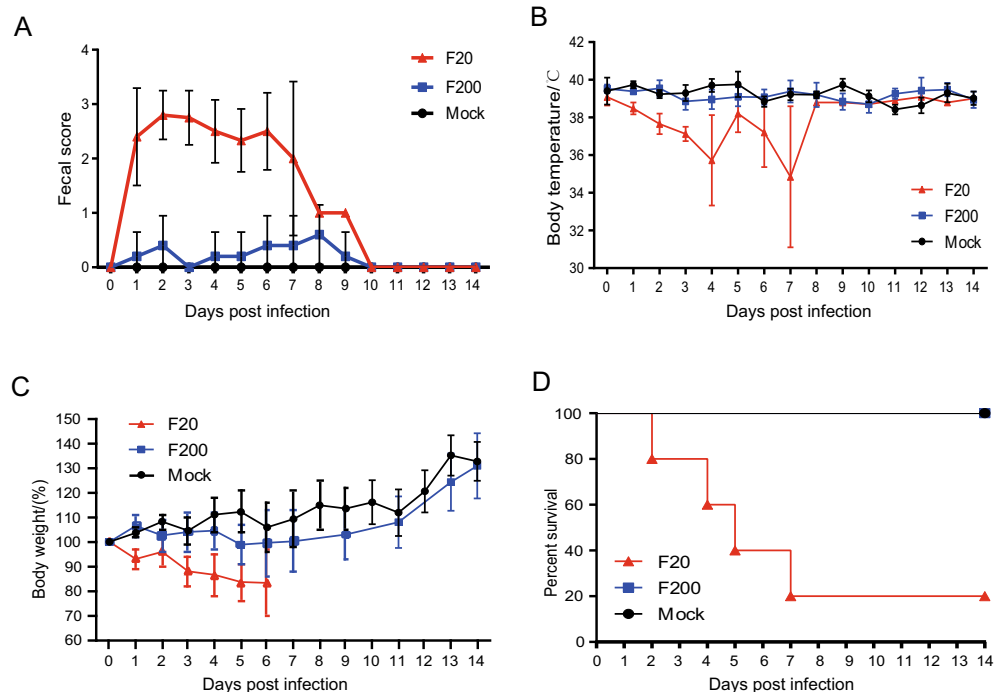 A
4
3
2
1
0
Fecal score
F20
F200
Mock
0 1 2 3 4 5 6 7 8 9 10 11 12 13 14
Days post infection
B
42
40
38
36
34
32
30
Body temperature/℃
F20
F200
Mock
0 1 2 3 4 5 6 7 8 9 10 11 12 13 14
Days post infection
C
150
140
130
120
110
100
90
80
70
60
Body weight/(%)
F20
F200
Mock
0 1 2 3 4 5 6 7 8 9 10 11 12 13 14
Days post infection
D
100
80
60
40
20
0
Percent survival
F20
F200
Mock
0 1 2 3 4 5 6 7 8 9 10 11 12 13 14
Days post infection